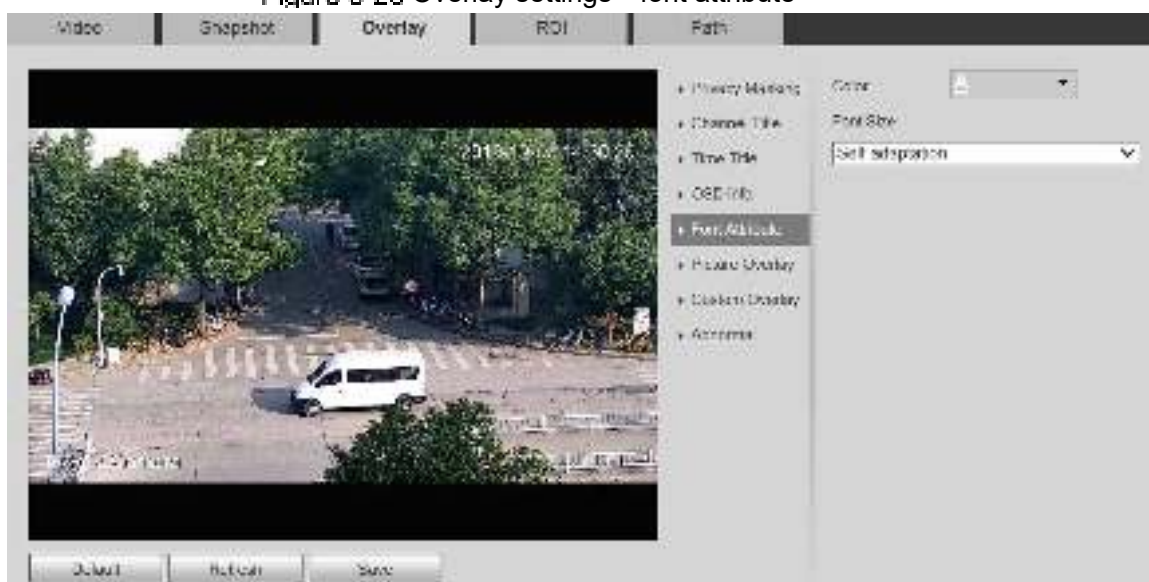 Overlay settings - font attribute
Video Snapshot Overlay ROI Path
Privacy Masking
Channel Title
Time Title
OSD Info
Font Attribute
Picture Overlay
Custom Overlay
Color
Font Size
Self-adaptation
Default Refresh Save